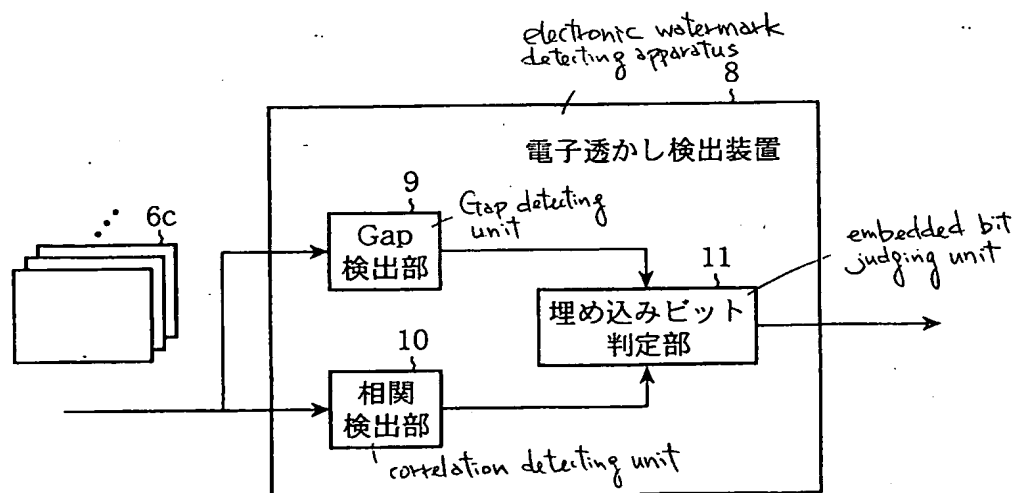 electronic watermark
detecting apparatus
8
電子透かし検出装置
9
Gap detecting
unit
6c
Gap
検出部
embedded bit
judging unit
11
埋め込みビット
判定部
10
相関
検出部
correlation detecting unit